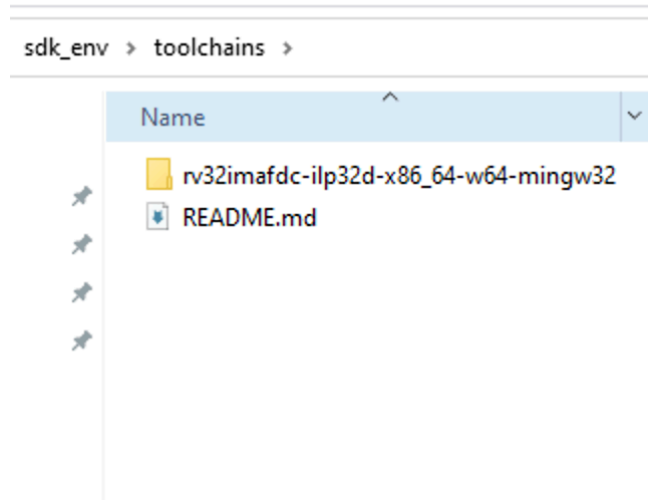 sdk_env > toolchains >
Name
rv32imafdc-ilp32d-x86_64-w64-mingw32
README.md